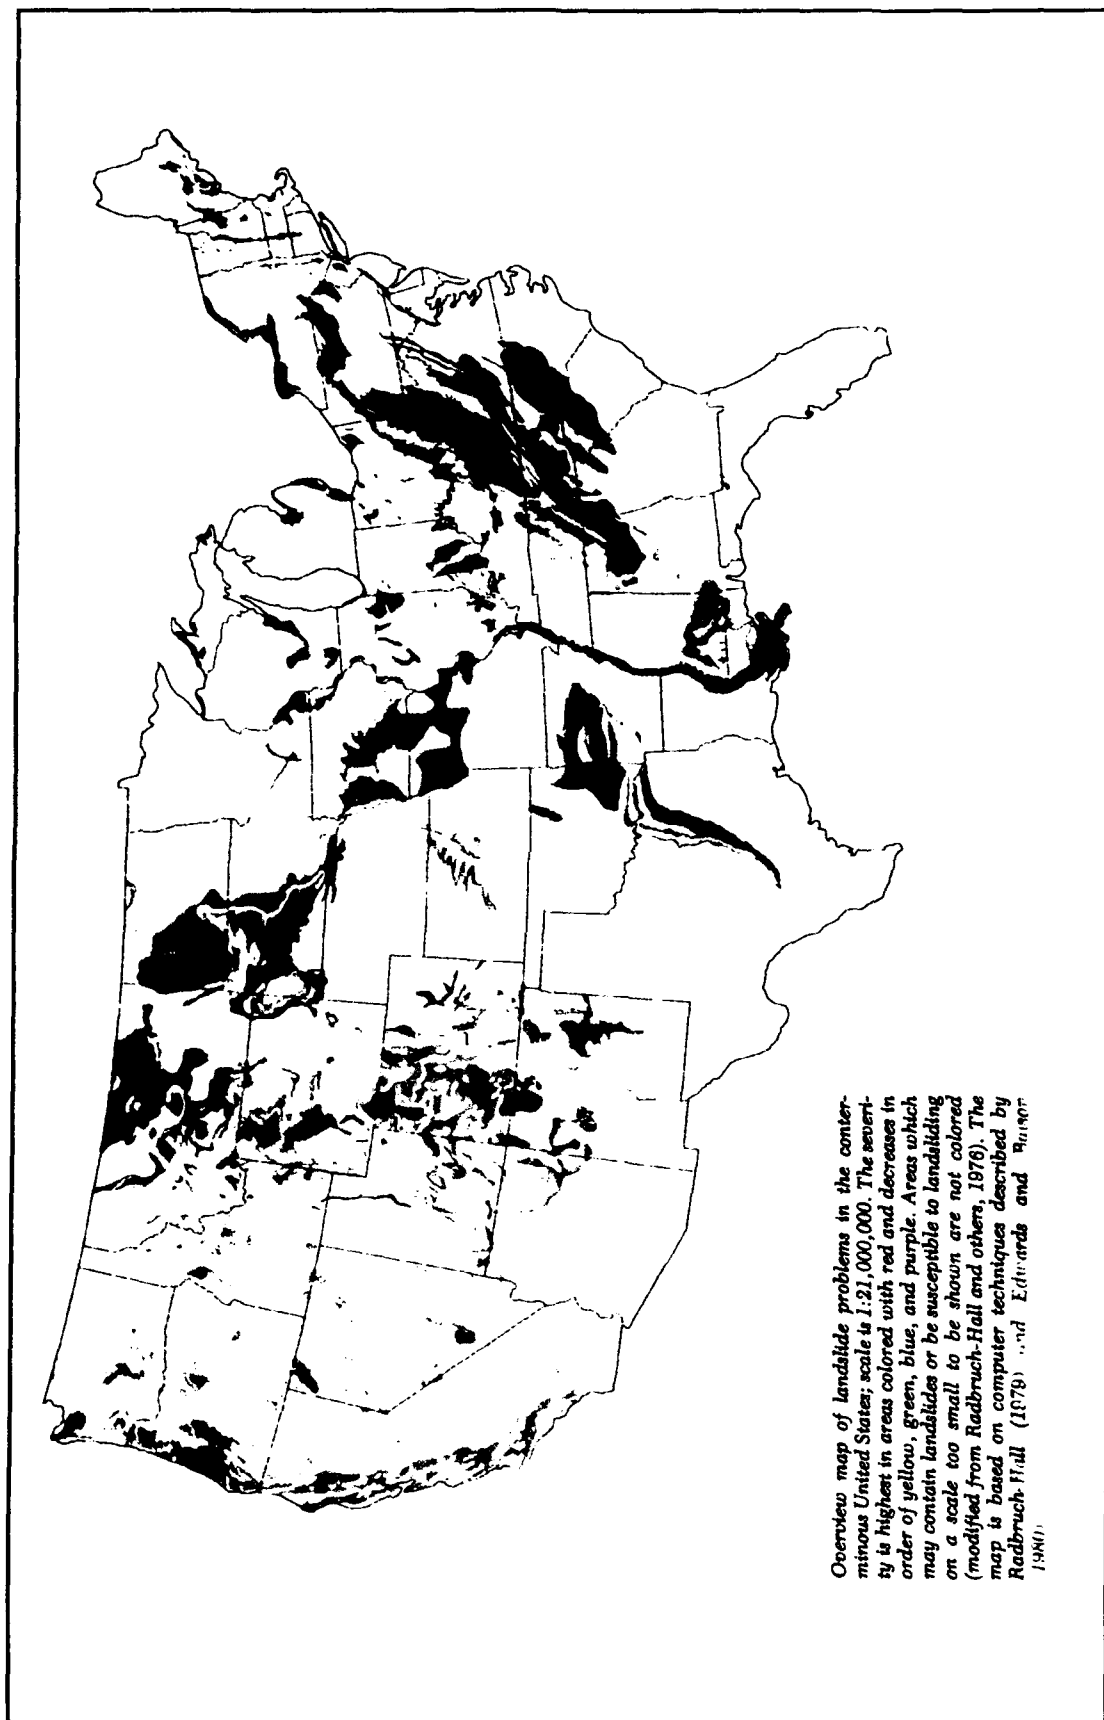 Overview map of landslide problems in the conter-
minous United States; scale is 1:21,000,000. The severi-
ty is highest in areas colored with red and decreases in
order of yellow, green, blue, and purple. Areas which
may contain landslides or be susceptible to landsliding
on a scale too small to be shown are not colored
(modified from Radbruch-Hall and others, 1976). The
map is based on computer techniques described by
Radbruch-Hall (1979) and Edwards and
1980).